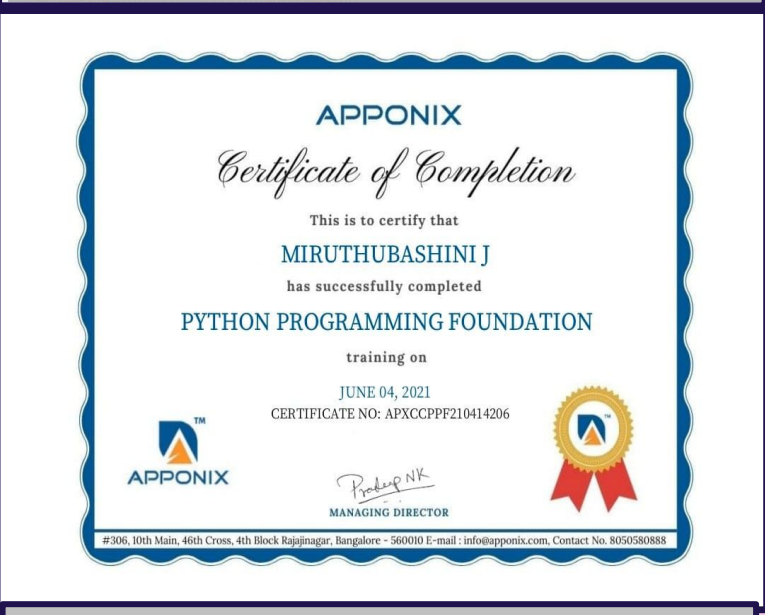 APPONIX
Certificate of Completion
This is to certify that
MIRUTHUBASHINI J
has successfully completed
PYTHON PROGRAMMING FOUNDATION
training on
JUNE 04, 2021
CERTIFICATE NO: APXCCPPF210414206
TM
APPONIX
TM
Pradeep NK
MANAGING DIRECTOR
#306, 10th Main, 46th Cross, 4th Block Rajajinagar, Bangalore - 560010 E-mail : info@apponix.com, Contact No. 8050580888